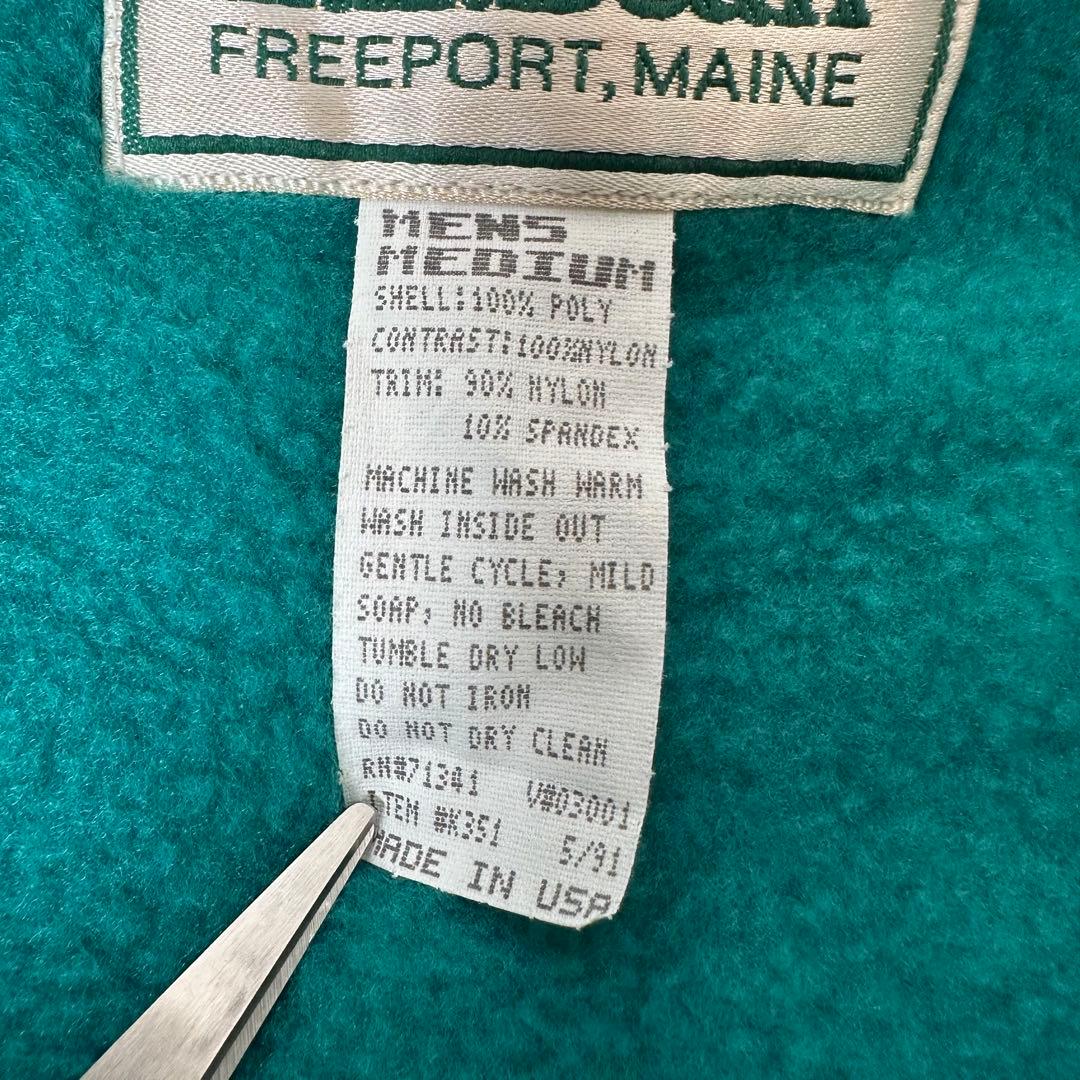 FREEPORT, MAINE
MENS
MEDIUM
SHELL:100% POLY
CONTRAST:100%NYLON
TRIM: 90% NYLON
10% SPANDEX
MACHINE WASH WARM
WASH INSIDE OUT
GENTLE CYCLE, MILD
SOAP, NO BLEACH
TUMBLE DRY LOW
DO NOT IRON
DO NOT DRY CLEAN
RN#71341 V#03001
ITEM #K351 5/91
MADE IN USA